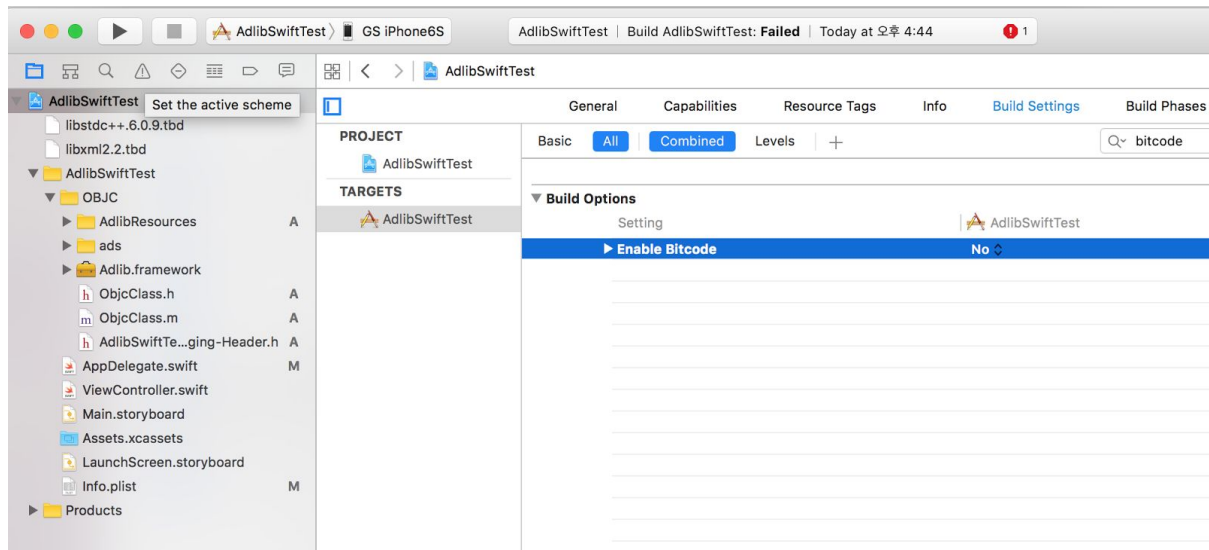 AdlibSwiftTest GS iPhone6S AdlibSwiftTest | Build AdlibSwiftTest: Failed | Today at 오후 4:44 1
AdlibSwiftTest
AdlibSwiftTest Set the active scheme
libstdc++.6.0.9.tbd
libxml2.2.tbd
AdlibSwiftTest
OBJC
AdlibResources A
ads
Adlib.framework
h ObjcClass.h A
m ObjcClass.m A
h AdlibSwiftTe...ging-Header.h A
AppDelegate.swift M
ViewController.swift
Main.storyboard
Assets.xcassets
LaunchScreen.storyboard
Info.plist M
Products
General Capabilities Resource Tags Info Build Settings Build Phases
PROJECT
AdlibSwiftTest
TARGETS
AdlibSwiftTest
Basic All Combined Levels + bitcode
Build Options
Setting AdlibSwiftTest
Enable Bitcode No